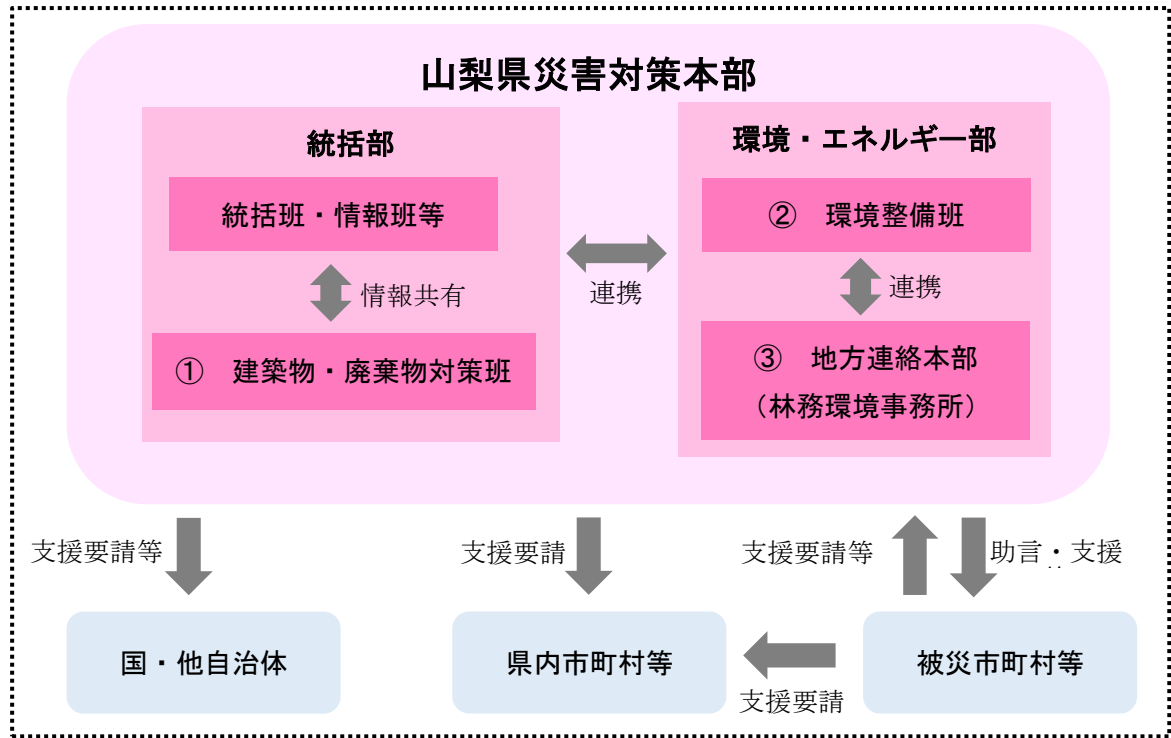 山梨県災害対策本部
統括部
統括班・情報班等
情報共有
① 建築物・廃棄物対策班
連携
環境・エネルギー部
② 環境整備班
連携
③ 地方連絡本部
（林務環境事務所）
支援要請等
支援要請
支援要請等
助言・支援
国・他自治体
県内市町村等
支援要請
被災市町村等